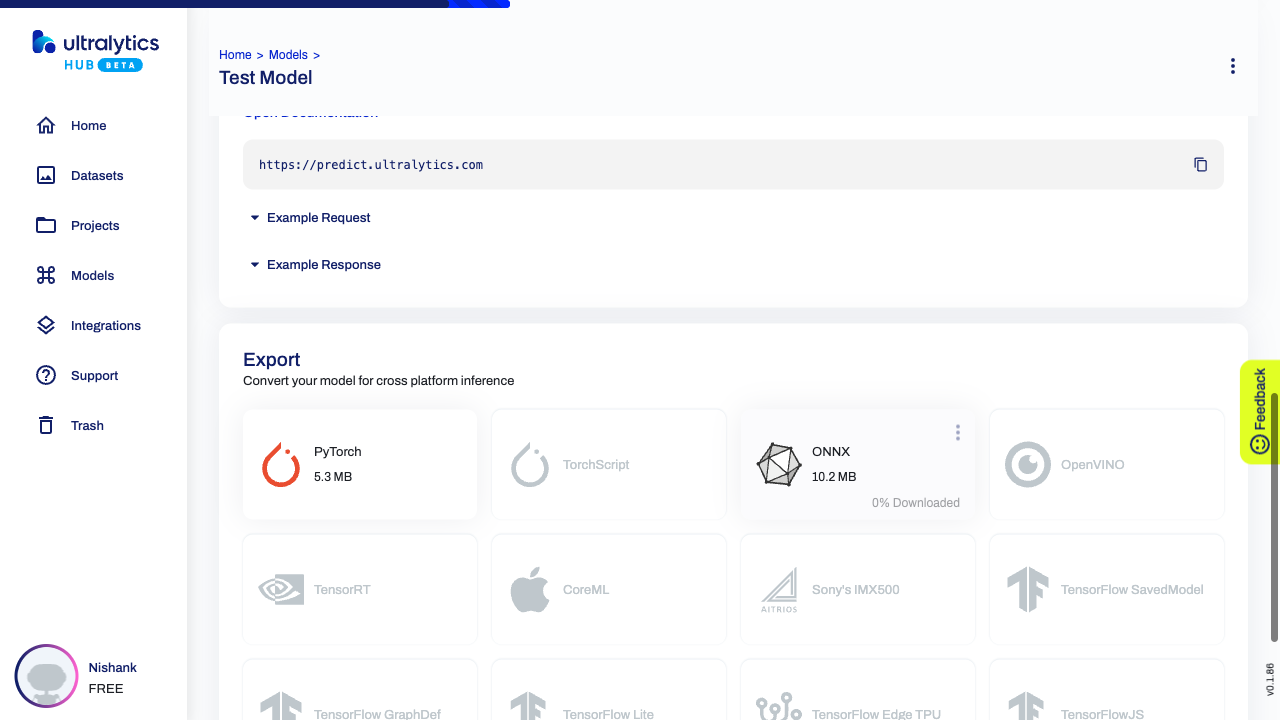 ultralytics
HUB BETA
Home
Datasets
Projects
Models
Integrations
Support
Trash
Nishank
FREE
Home > Models >
Test Model
Open Documentation
https://predict.ultralytics.com
Example Request
Example Response
Export
Convert your model for cross platform inference
PyTorch
5.3 MB
TorchScript
ONNX
10.2 MB
0% Downloaded
OpenVINO
TensorRT
CoreML
AITRIOS
Sony's IMX500
TensorFlow SavedModel
TensorFlow GraphDef
TensorFlow Lite
TensorFlow Edge TPU
TensorFlowJS
Feedback
v0.1.86